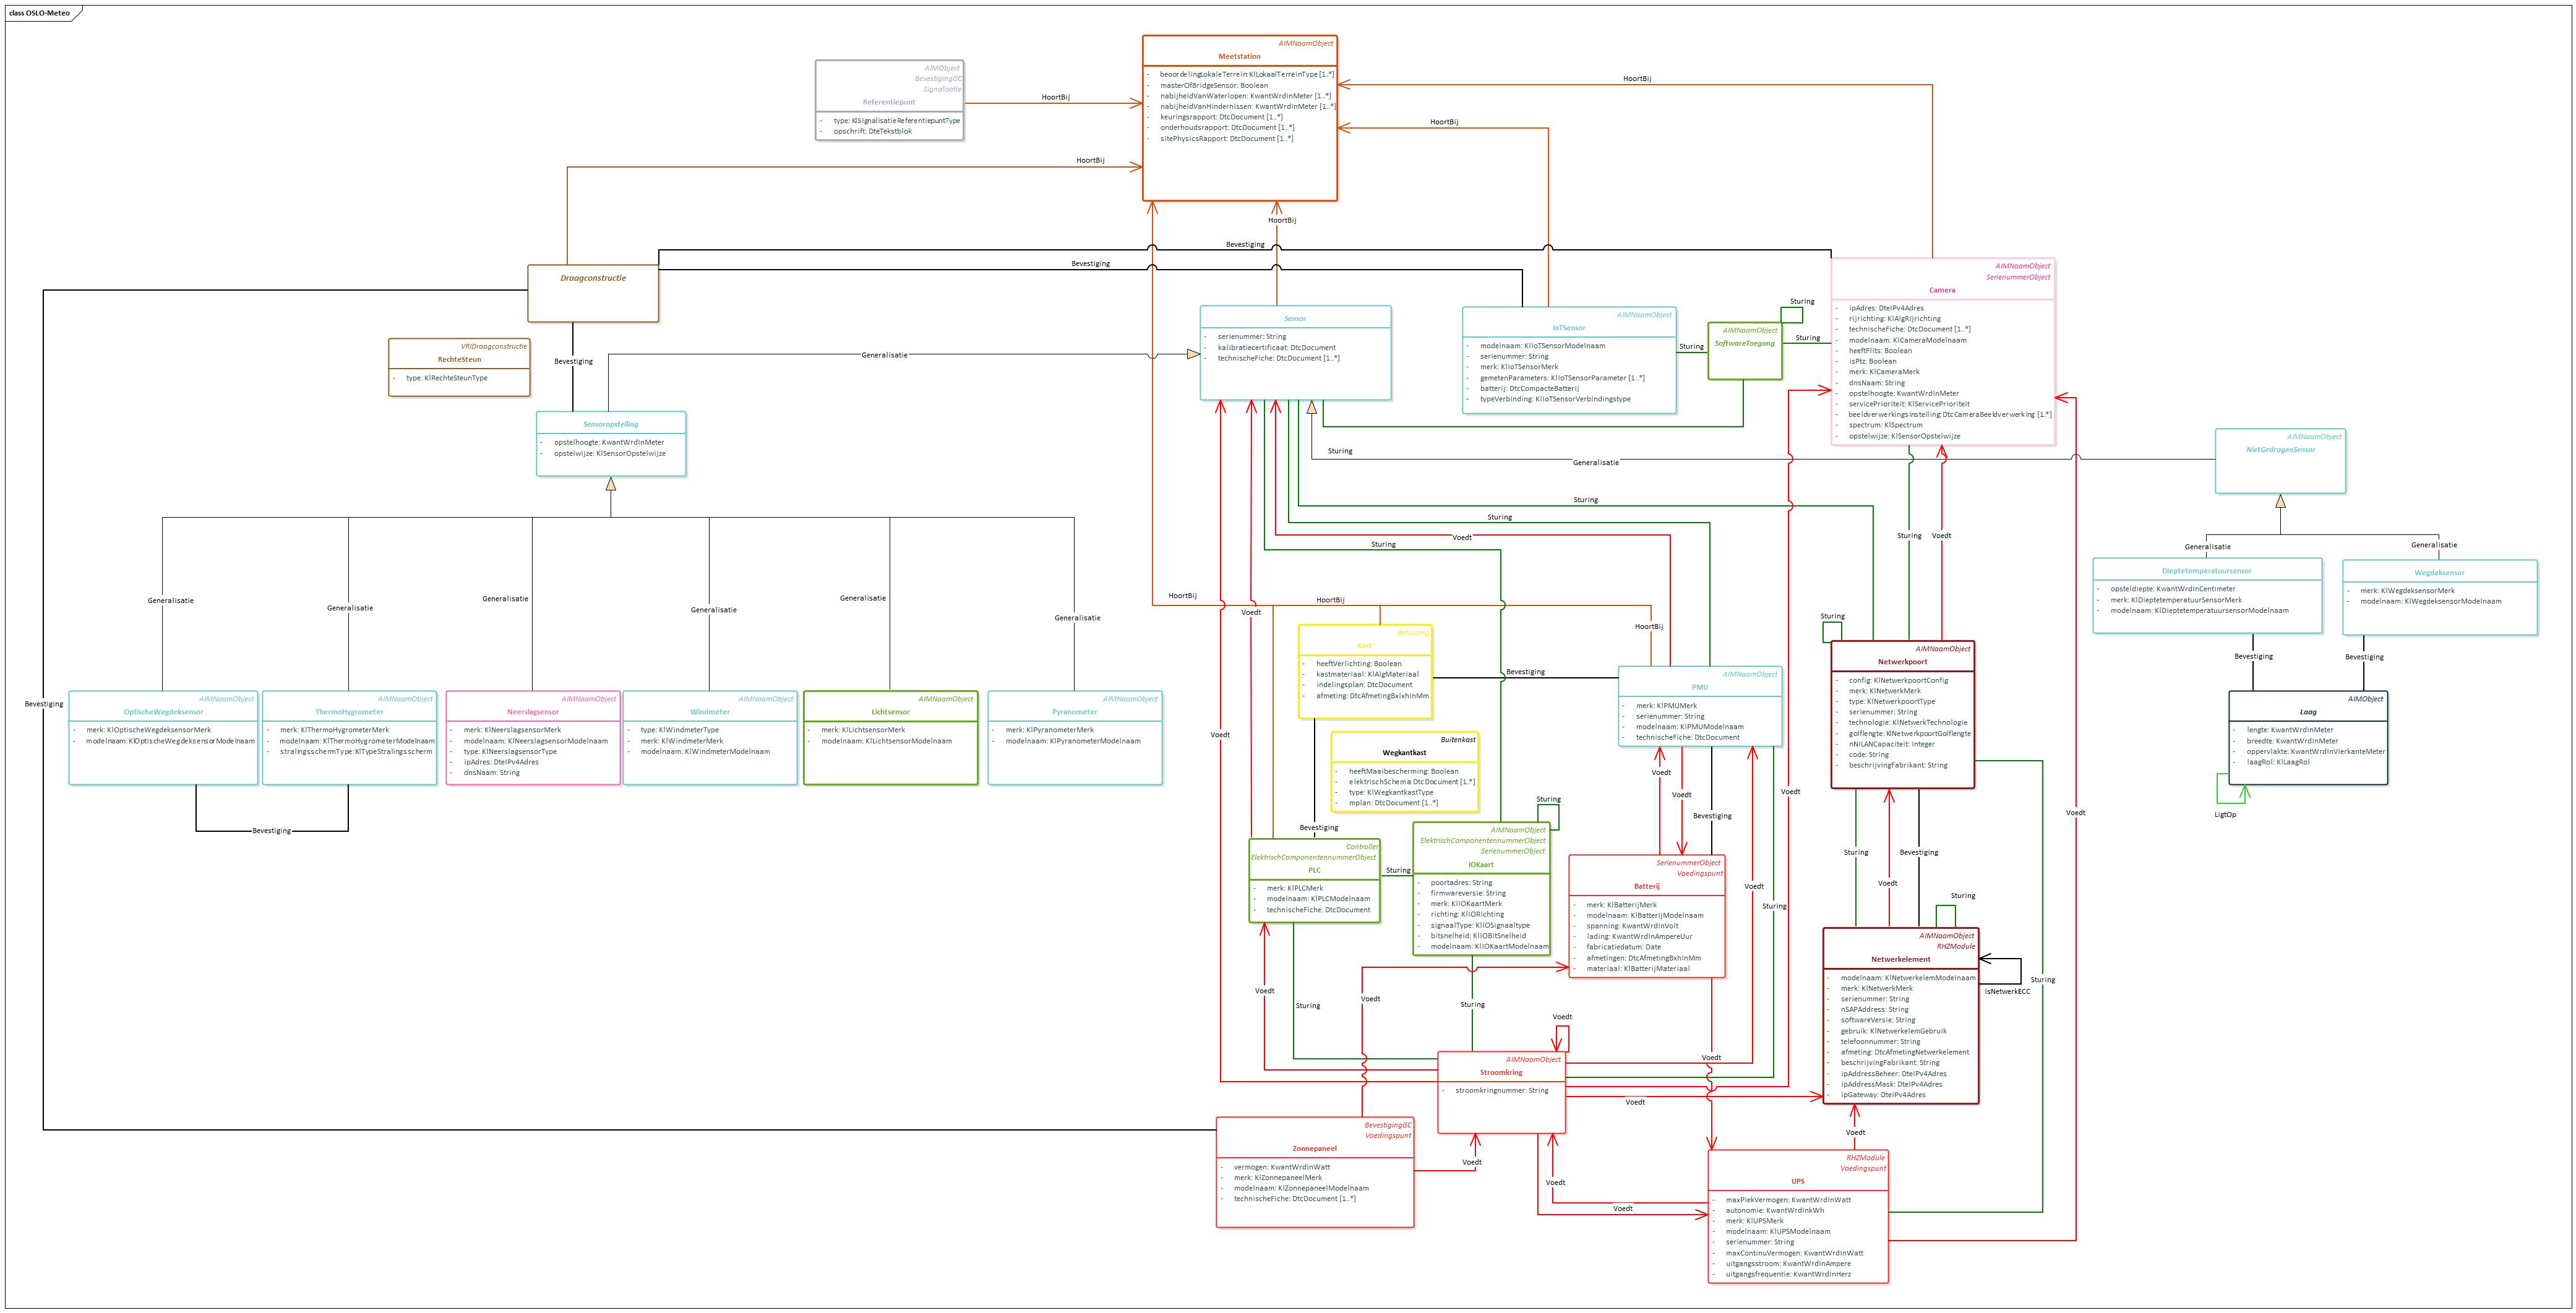 class OSLO-Meteo
AIMNaamObject
Meetstation
- beoordelingLokaleTerrein: KlLokaalTerreinType [1..*]
- masterOfBridgeSensor: Boolean
- nabijheidVanWaterlopen: KwantWrdInMeter [1..*]
- nabijheidVanHindernissen: KwantWrdInMeter [1..*]
- keuringsrapport: DtcDocument [1..*]
- onderhoudsrapport: DtcDocument [1..*]
- sitePhysicsRapport: DtcDocument [1..*]
AIMObject
BevestigingGC
Signalisatie
Referentiepunt
- type: KlSignalisatieReferentiepuntType
- opschrift: DteTekstblok
HoortBij
HoortBij
HoortBij
HoortBij
HoortBij
Bevestiging
Bevestiging
Draagconstructie
VRIDraagconstructie
RechteSteun
- type: KlRechteSteunType
Bevestiging
Generalisatie
Sensor
- serienummer: String
- kalibratiecertificaat: DtcDocument
- technischeFiche: DtcDocument [1..*]
AIMNaamObject
IoTSensor
- modelnaam: KlIoTSensorModelnaam
- serienummer: String
- merk: KlIoTSensorMerk
- gemetenParameters: KlIoTSensorParameter [1..*]
- batterij: DtcCompacteBatterij
- typeVerbinding: KlIoTSensorVerbindingstype
Sturing
AIMNaamObject
SoftwareToegang
Sturing
Sturing
AIMNaamObject
SerienummerObject
Camera
- ipAdres: DteIPv4Adres
- rijrichting: KlAlgRijrichting
- technischeFiche: DtcDocument [1..*]
- modelnaam: KlCameraModelnaam
- heeftFlits: Boolean
- isPtz: Boolean
- merk: KlCameraMerk
- dnsNaam: String
- opstelhoogte: KwantWrdInMeter
- servicePrioriteit: KlServicePrioriteit
- beeldverwerkingsinstelling: DtcCameraBeeldverwerking [1..*]
- spectrum: KlSpectrum
- opstelwijze: KlSensorOpstelwijze
Sensoropstelling
- opstelhoogte: KwantWrdInMeter
- opstelwijze: KlSensorOpstelwijze
AIMNaamObject
NietGedragenSensor
Sturing
Generalisatie
Sturing
Sturing
Voedt
Sturing
Sturing
Voedt
Generalisatie
Generalisatie
AIMNaamObject
Dieptetemperatuursensor
- opsteldiepte: KwantWrdInCentimeter
- merk: KlDieptetemperatuurSensorMerk
- modelnaam: KlDieptetemperatuursensorModelnaam
AIMNaamObject
Wegdeksensor
- merk: KlWegdeksensorMerk
- modelnaam: KlWegdeksensorModelnaam
Generalisatie
Generalisatie
Generalisatie
Generalisatie
Generalisatie
Generalisatie
HoortBij
HoortBij
HoortBij
Voedt
Behuizing
Kast
- heeftVerlichting: Boolean
- kastmateriaal: KlAlgMateriaal
- indelingsplan: DtcDocument
- afmeting: DtcAfmetingBxlxhInMm
Bevestiging
AIMNaamObject
PMU
- merk: KlPMUMerk
- serienummer: String
- modelnaam: KlPMUModelnaam
- technischeFiche: DtcDocument
Sturing
AIMNaamObject
Netwerkpoort
- config: KlNetwerkpoortConfig
- merk: KlNetwerkMerk
- type: KlNetwerkpoortType
- serienummer: String
- technologie: KlNetwerkTechnologie
- golflengte: KlNetwerkpoortGolflengte
- nNILANCapaciteit: Integer
- code: String
- beschrijvingFabrikant: String
Bevestiging
Bevestiging
AIMObject
Laag
- lengte: KwantWrdInMeter
- breedte: KwantWrdInMeter
- oppervlakte: KwantWrdInVierkanteMeter
- laagRol: KlLaagRol
LigtOp
Bevestiging
AIMNaamObject
OptischeWegdeksensor
- merk: KlOptischeWegdeksensorMerk
- modelnaam: KlOptischeWegdeksensorModelnaam
AIMNaamObject
ThermoHygrometer
- merk: KlThermoHygrometerMerk
- modelnaam: KlThermoHygrometerModelnaam
- stralingsschermType: KlTypeStralingsscherm
AIMNaamObject
Neerslagsensor
- merk: KlNeerslagsensorMerk
- modelnaam: KlNeerslagsensorModelnaam
- type: KlNeerslagsensorType
- ipAdres: DteIPv4Adres
- dnsNaam: String
AIMNaamObject
Windmeter
- type: KlWindmeterType
- merk: KlWindmeterMerk
- modelnaam: KlWindmeterModelnaam
AIMNaamObject
Lichtsensor
- merk: KlLichtsensorMerk
- modelnaam: KlLichtsensorModelnaam
AIMNaamObject
Pyranometer
- merk: KlPyranometerMerk
- modelnaam: KlPyranometerModelnaam
Bevestiging
Voedt
Buitenkast
Wegkantkast
- heeftMaaibescherming: Boolean
- elektrischSchema: DtcDocument [1..*]
- type: KlWegkantkastType
- mplan: DtcDocument [1..*]
Voedt
Voedt
Bevestiging
Voedt
Voedt
Bevestiging
Sturing
Controller
ElektrischComponentennummerObject
PLC
- merk: KlPLCMerk
- modelnaam: KlPLCModelnaam
- technischeFiche: DtcDocument
Sturing
AIMNaamObject
ElektrischComponentennummerObject
SerienummerObject
IOKaart
- poortadres: String
- firmwareversie: String
- merk: KlIOKaartMerk
- richting: KlIORichting
- signaalType: KlIOSignaaltype
- bitsnelheid: KlIOBitSnelheid
- modelnaam: KlIOKaartModelnaam
SerienummerObject
Voedingspunt
Batterij
- merk: KlBatterijMerk
- modelnaam: KlBatterijModelnaam
- spanning: KwantWrdInVolt
- lading: KwantWrdInAmpereUur
- fabricatiedatum: Date
- afmetingen: DtcAfmetingBxhInMm
- materiaal: KlBatterijMateriaal
Voedt
Sturing
Sturing
Voedt
Bevestiging
Sturing
AIMNaamObject
RHZModule
Netwerkelement
- modelnaam: KlNetwerkelemModelnaam
- merk: KlNetwerkMerk
- serienummer: String
- nSAPAddress: String
- softwareVersie: String
- gebruik: KlNetwerkelemGebruik
- telefoonnummer: String
- afmeting: DtcAfmetingNetwerkelement
- beschrijvingFabrikant: String
- ipAddressBeheer: DteIPv4Adres
- ipAddressMask: DteIPv4Adres
- ipGateway: DteIPv4Adres
IsNetwerkECC
Sturing
Voedt
Voedt
Sturing
Sturing
Voedt
Voedt
AIMNaamObject
Stroomkring
- stroomkringnummer: String
Voedt
BevestigingGC
Voedingspunt
Zonnepaneel
- vermogen: KwantWrdInWatt
- merk: KlZonnepaneelMerk
- modelnaam: KlZonnepaneelModelnaam
- technischeFiche: DtcDocument [1..*]
Voedt
Voedt
Voedt
Voedt
RHZModule
Voedingspunt
UPS
- maxPiekVermogen: KwantWrdInWatt
- autonomie: KwantWrdInkWh
- merk: KlUPSMerk
- modelnaam: KlUPSModelnaam
- serienummer: String
- maxContinuVermogen: KwantWrdInWatt
- uitgangsstroom: KwantWrdInAmpere
- uitgangsfrequentie: KwantWrdInHerz